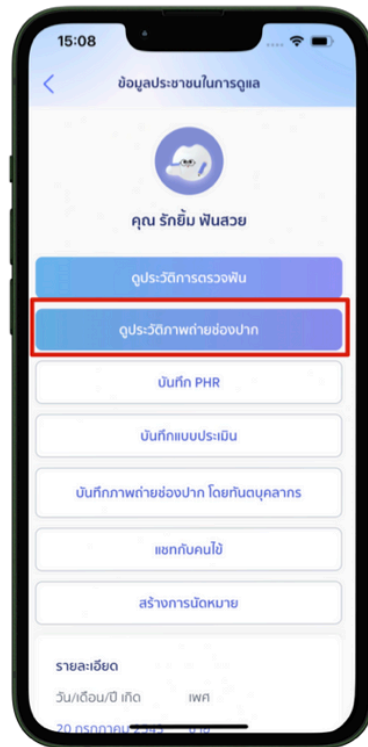 15:08
ข้อมูลประชาชนในการดูแล
คุณ รักยิ้ม ฟันสวย
ดูประวัติการตรวจฟัน
ดูประวัติภาพถ่ายช่องปาก
บันทึก PHR
บันทึกแบบประเมิน
บันทึกภาพถ่ายช่องปาก โดยทันตบุคลากร
แชทกับคนไข้
สร้างการนัดหมาย
รายละเอียด
วัน/เดือน/ปี เกิด เพศ
20 กรกฎาคม